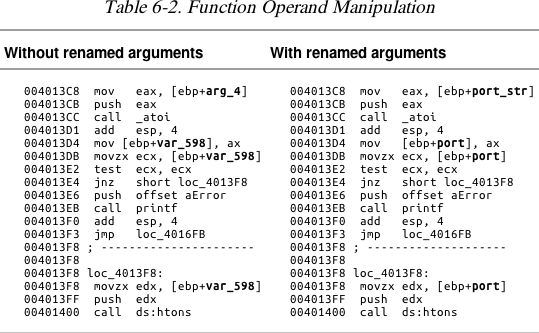 Table 6-2. Function Operand Manipulation
Without renamed arguments    With renamed arguments
004013C8  mov   eax, [ebp+arg_4]    004013C8  mov   eax, [ebp+port_str]
004013CB  push  eax    004013CB  push  eax
004013CC  call  _atoi    004013CC  call  _atoi
004013D1  add   esp, 4    004013D1  add   esp, 4
004013D4  mov [ebp+var_598], ax    004013D4  mov   [ebp+port], ax
004013DB  movzx ecx, [ebp+var_598]    004013DB  movzx ecx, [ebp+port]
004013E2  test  ecx, ecx    004013E2  test  ecx, ecx
004013E4  jnz   short loc_4013F8    004013E4  jnz   short loc_4013F8
004013E6  push  offset aError    004013E6  push  offset aError
004013EB  call  printf    004013EB  call  printf
004013F0  add   esp, 4    004013F0  add   esp, 4
004013F3  jmp   loc_4016FB    004013F3  jmp   loc_4016FB
004013F8 ; ---------------------    004013F8 ; -------------------
004013F8    004013F8
004013F8 loc_4013F8:    004013F8 loc_4013F8:
004013F8  movzx edx, [ebp+var_598]    004013F8  movzx edx, [ebp+port]
004013FF  push  edx    004013FF  push  edx
00401400  call  ds:htons    00401400  call  ds:htons